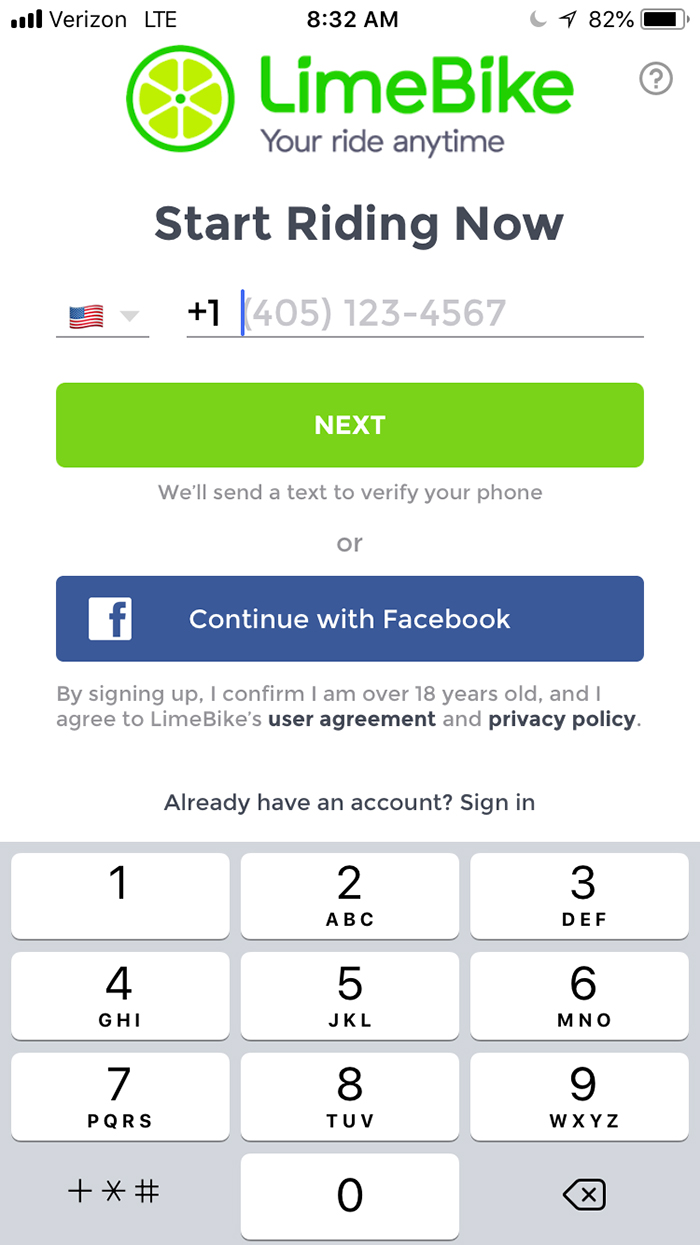 Verizon LTE 8:32 AM 82%
LimeBike
Your ride anytime
?
Start Riding Now
+1 (405) 123-4567
NEXT
We'll send a text to verify your phone
or
f Continue with Facebook
By signing up, I confirm I am over 18 years old, and I
agree to LimeBike's user agreement and privacy policy.
Already have an account? Sign in
1 2 3
ABC DEF
4 5 6
GHI JKL MNO
7 8 9
PQRS TUV WXYZ
+*# 0